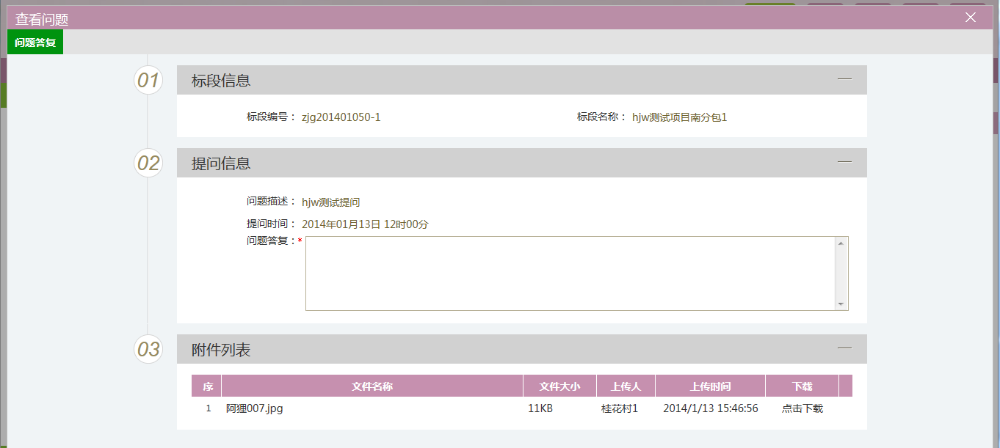 查看问题
问题答复
01 标段信息
标段编号： zjg201401050-1 标段名称： hjw测试项目南分包1
02 提问信息
问题描述： hjw测试提问
提问时间： 2014年01月13日 12时00分
问题答复：*
03 附件列表
序 文件名称 文件大小 上传人 上传时间 下载
1 阿狸007.jpg 11KB 桂花村1 2014/1/13 15:46:56 点击下载